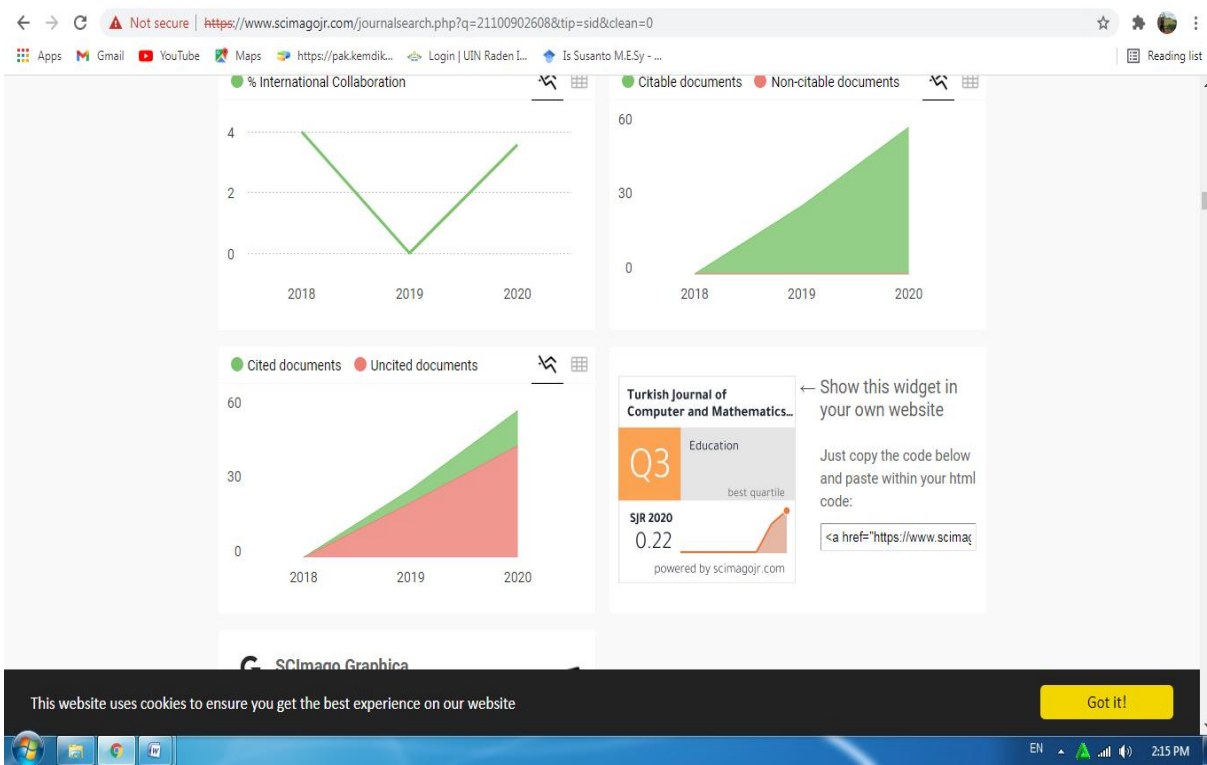 Not secure | https://www.scimagojr.com/journalsearch.php?q=21100902608&tip=sid&clean=0
Apps Gmail YouTube Maps https://pak.kemdik... Login | UIN Raden I... Is Susanto M.E.Sy - ... Reading list
% International Collaboration
4
2
0
2018 2019 2020
Citable documents Non-citable documents
60
30
0
2018 2019 2020
Cited documents Uncited documents
60
30
0
2018 2019 2020
Turkish Journal of
Computer and Mathematics...
Q3
Education
best quartile
SJR 2020
0.22
powered by scimagojr.com
← Show this widget in
your own website
Just copy the code below
and paste within your html
code:
<a href="https://www.scimag
SCImago Graphica
This website uses cookies to ensure you get the best experience on our website
Got it!
EN 2:15 PM